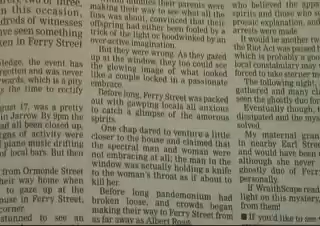 n this occasion,
droids of witnesses
ve seen something
en in Ferry Street
ledge, the event has
rgotten and was never
wards, which is a pity
y the time to rectify
gust 17, was a pretty
in Jarrow. By 9pm the
ad all been closed up,
igns of activity were
piano music drifting
of local bars. But then
from Ormonde Street
heir way home when
to gaze up at the
ouse in Ferry Street,
corner.
stunned to see an
their parents were
making their way to see what all the
fuss was about, convinced that their
offspring had either been fooled by a
trick of the light or hoodwinked by an
overactive imagination.
But they were wrong. As they gazed
up at the window, they too could see
the glowing image of what looked
like a couple locked in a passionate
embrace.
Before long, Ferry Street was packed
out with gawping locals all anxious
to catch a glimpse of the amorous
spirits.
One chap dared to venture a little
closer to the house and claimed that
the spectral man and woman were
not embracing at all; the man in the
window was actually holding a knife
to the woman's throat as if about to
kill her.
Before long pandemonium had
broken loose, and crowds began
making their way to Ferry Street from
as far away as Albert Road.
who believed the appa
spirits and those who s
prosaic explanation, and
arrests were made
It would be another tw
the Riot Act was passed b
which is probably a good
local constabulary may
forced to take sterner
The following night,
gathered and many cla
seen the ghostly duo for
Eventually though, t
dissipated and the mys
solved.
My maternal gran
in nearby Earl Stree
and would have been
although she never
ghostly duo of Ferry
personally.
If WraithScape read
light on this mystery,
from them!
■ If you'd like to see